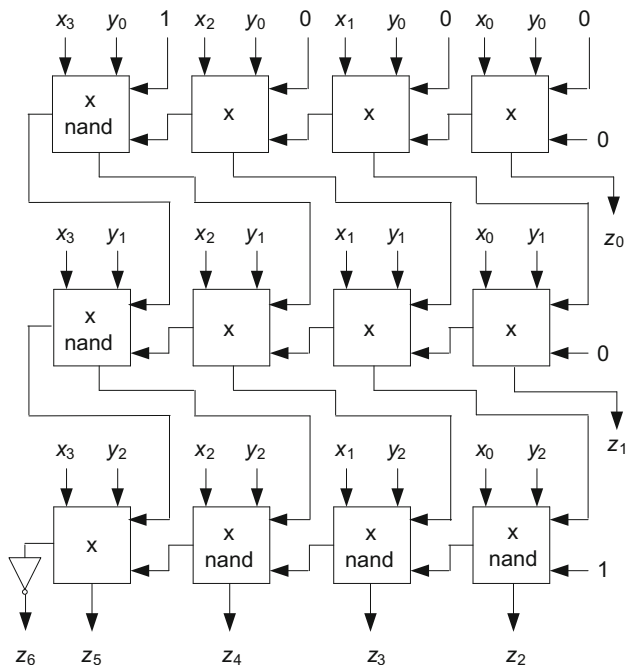 x₃ y₀ 1 x₂ y₀ 0 x₁ y₀ 0 x₀ y₀ 0
x nand x x x
0
z₀
x₃ y₁ x₂ y₁ x₁ y₁ x₀ y₁
x nand x x x
0
z₁
x₃ y₂ x₂ y₂ x₁ y₂ x₀ y₂
x x nand x nand x nand
1
z₆ z₅ z₄ z₃ z₂